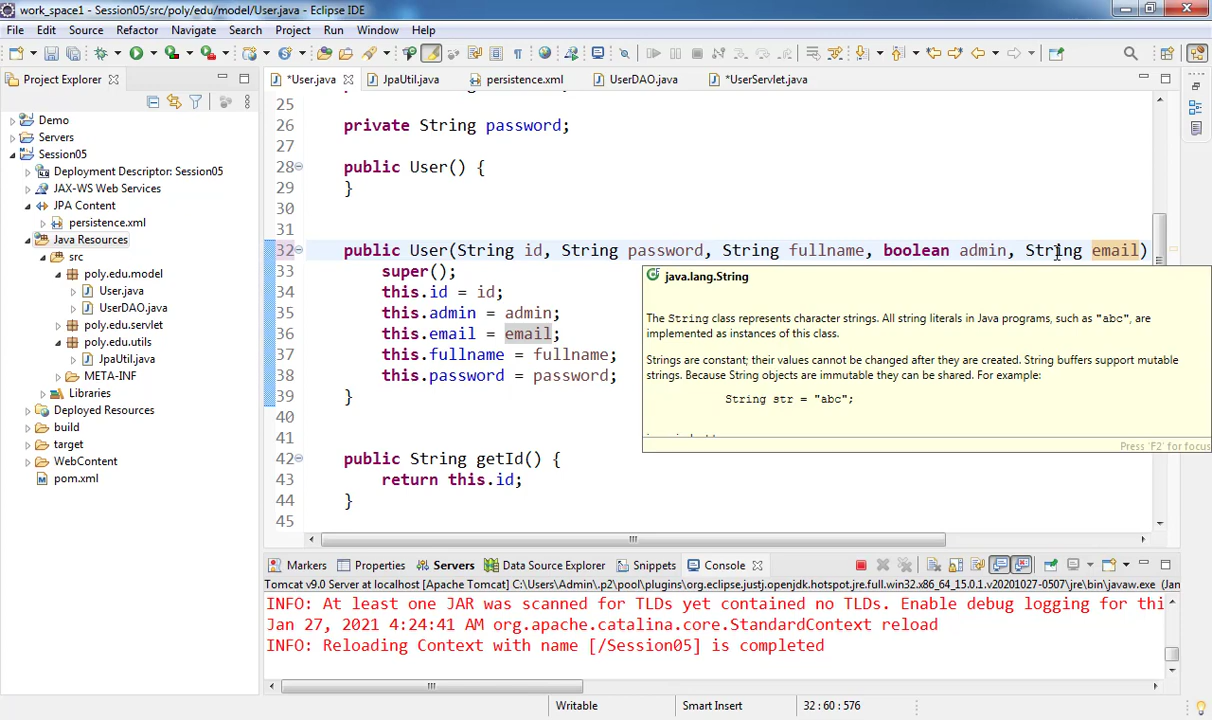 work_space1 - Session05/src/poly/edu/model/User.java - Eclipse IDE
File Edit Source Refactor Navigate Search Project Run Window Help
Project Explorer
*User.java JpaUtil.java persistence.xml UserDAO.java *UserServlet.java
Demo
Servers
Session05
Deployment Descriptor: Session05
JAX-WS Web Services
JPA Content
persistence.xml
Java Resources
src
poly.edu.model
User.java
UserDAO.java
poly.edu.servlet
poly.edu.utils
JpaUtil.java
META-INF
Libraries
Deployed Resources
build
target
WebContent
pom.xml
25
26 private String password;
27
28 public User() {
29 }
30
31
32 public User(String id, String password, String fullname, boolean admin, String email)
33 super();
34 this.id = id;
35 this.admin = admin;
36 this.email = email;
37 this.fullname = fullname;
38 this.password = password;
39 }
40
41
42 public String getId() {
43 return this.id;
44 }
45
java.lang.String
The String class represents character strings. All string literals in Java programs, such as "abc", are
implemented as instances of this class.
Strings are constant; their values cannot be changed after they are created. String buffers support mutable
strings. Because String objects are immutable they can be shared. For example:
String str = "abc";
Press 'F2' for focus
Markers Properties Servers Data Source Explorer Snippets Console
Tomcat v9.0 Server at localhost [Apache Tomcat] C:\Users\Admin\.p2\pool\plugins\org.eclipse.justj.openjdk.hotspot.jre.full.win32.x86_64_15.0.1.v20201027-0507\jre\bin\javaw.exe (Jan
INFO: At least one JAR was scanned for TLDs yet contained no TLDs. Enable debug logging for thi
Jan 27, 2021 4:24:41 AM org.apache.catalina.core.StandardContext reload
INFO: Reloading Context with name [/Session05] is completed
Writable Smart Insert 32 : 60 : 576